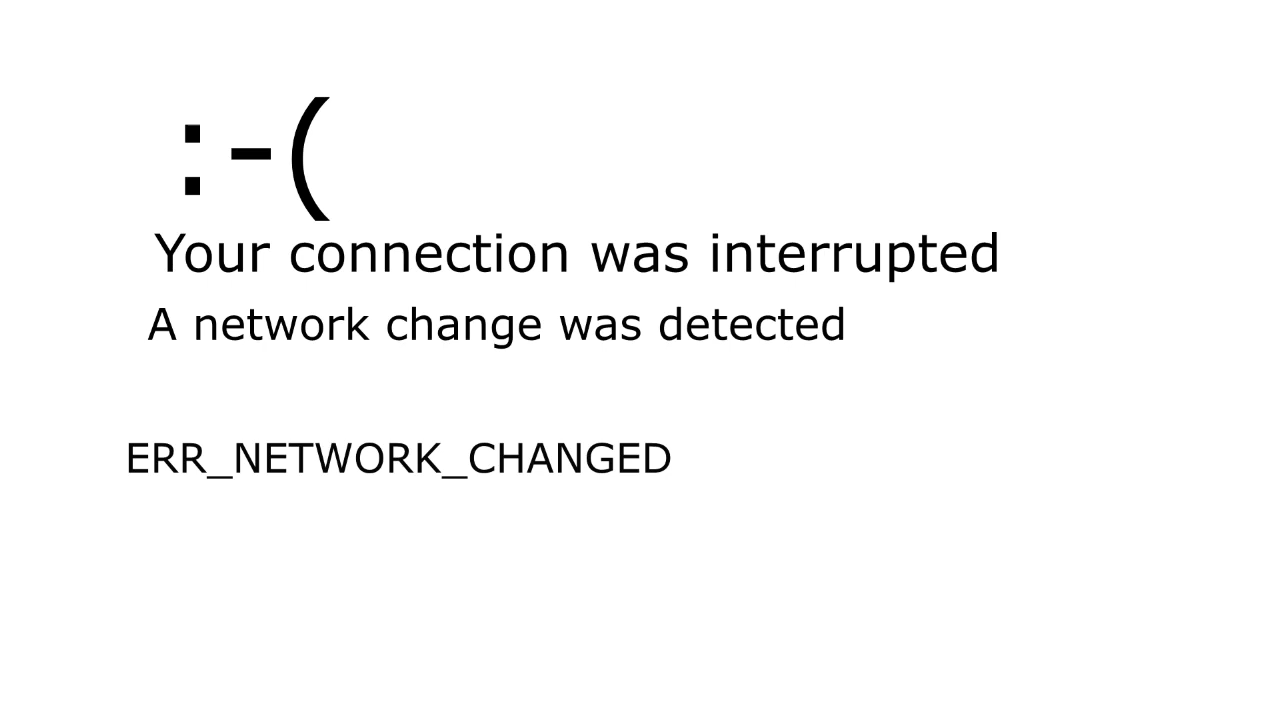 :-(
Your connection was interrupted
A network change was detected
ERR_NETWORK_CHANGED